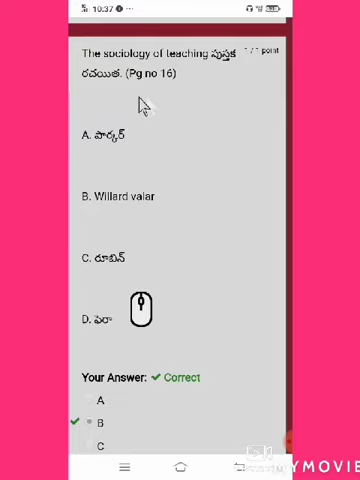 10:37
The sociology of teaching పుస్తక
1 / 1 point
రచయిత. (Pg no 16)
A. పార్కర్
B. Willard valar
C. రూబిన్
D. ఫెరా
Your Answer: Correct
A
B
C
MYMOVIE